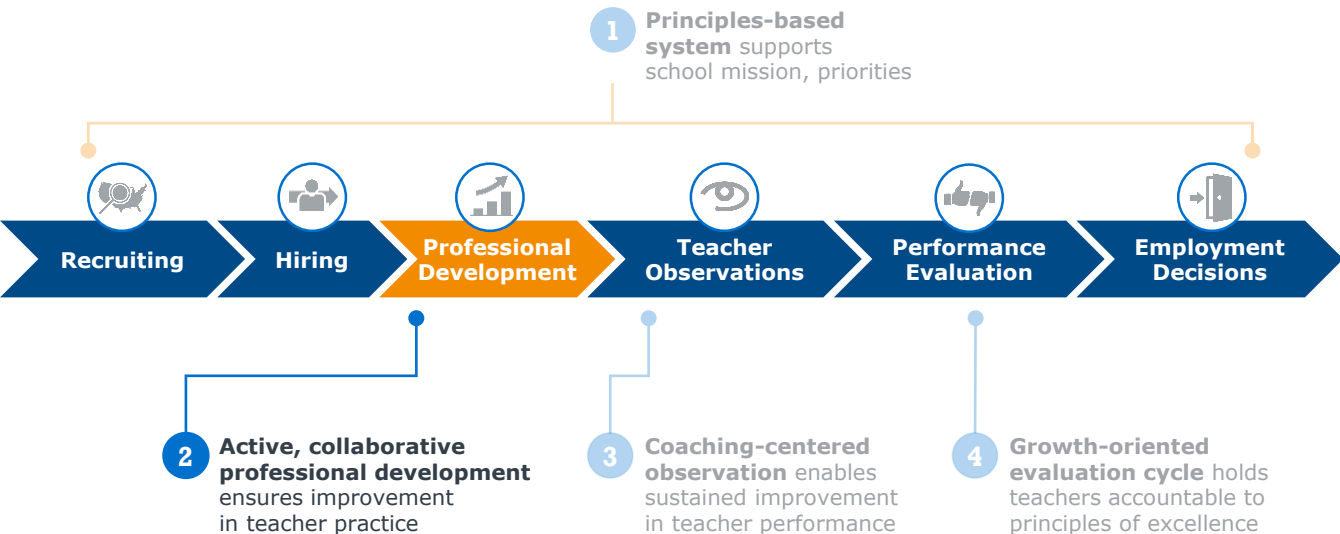 1
Principles-based
system supports
school mission, priorities
Recruiting
Hiring
Professional
Development
Teacher
Observations
Performance
Evaluation
Employment
Decisions
2
Active, collaborative
professional development
ensures improvement
in teacher practice
3
Coaching-centered
observation enables
sustained improvement
in teacher performance
4
Growth-oriented
evaluation cycle holds
teachers accountable to
principles of excellence